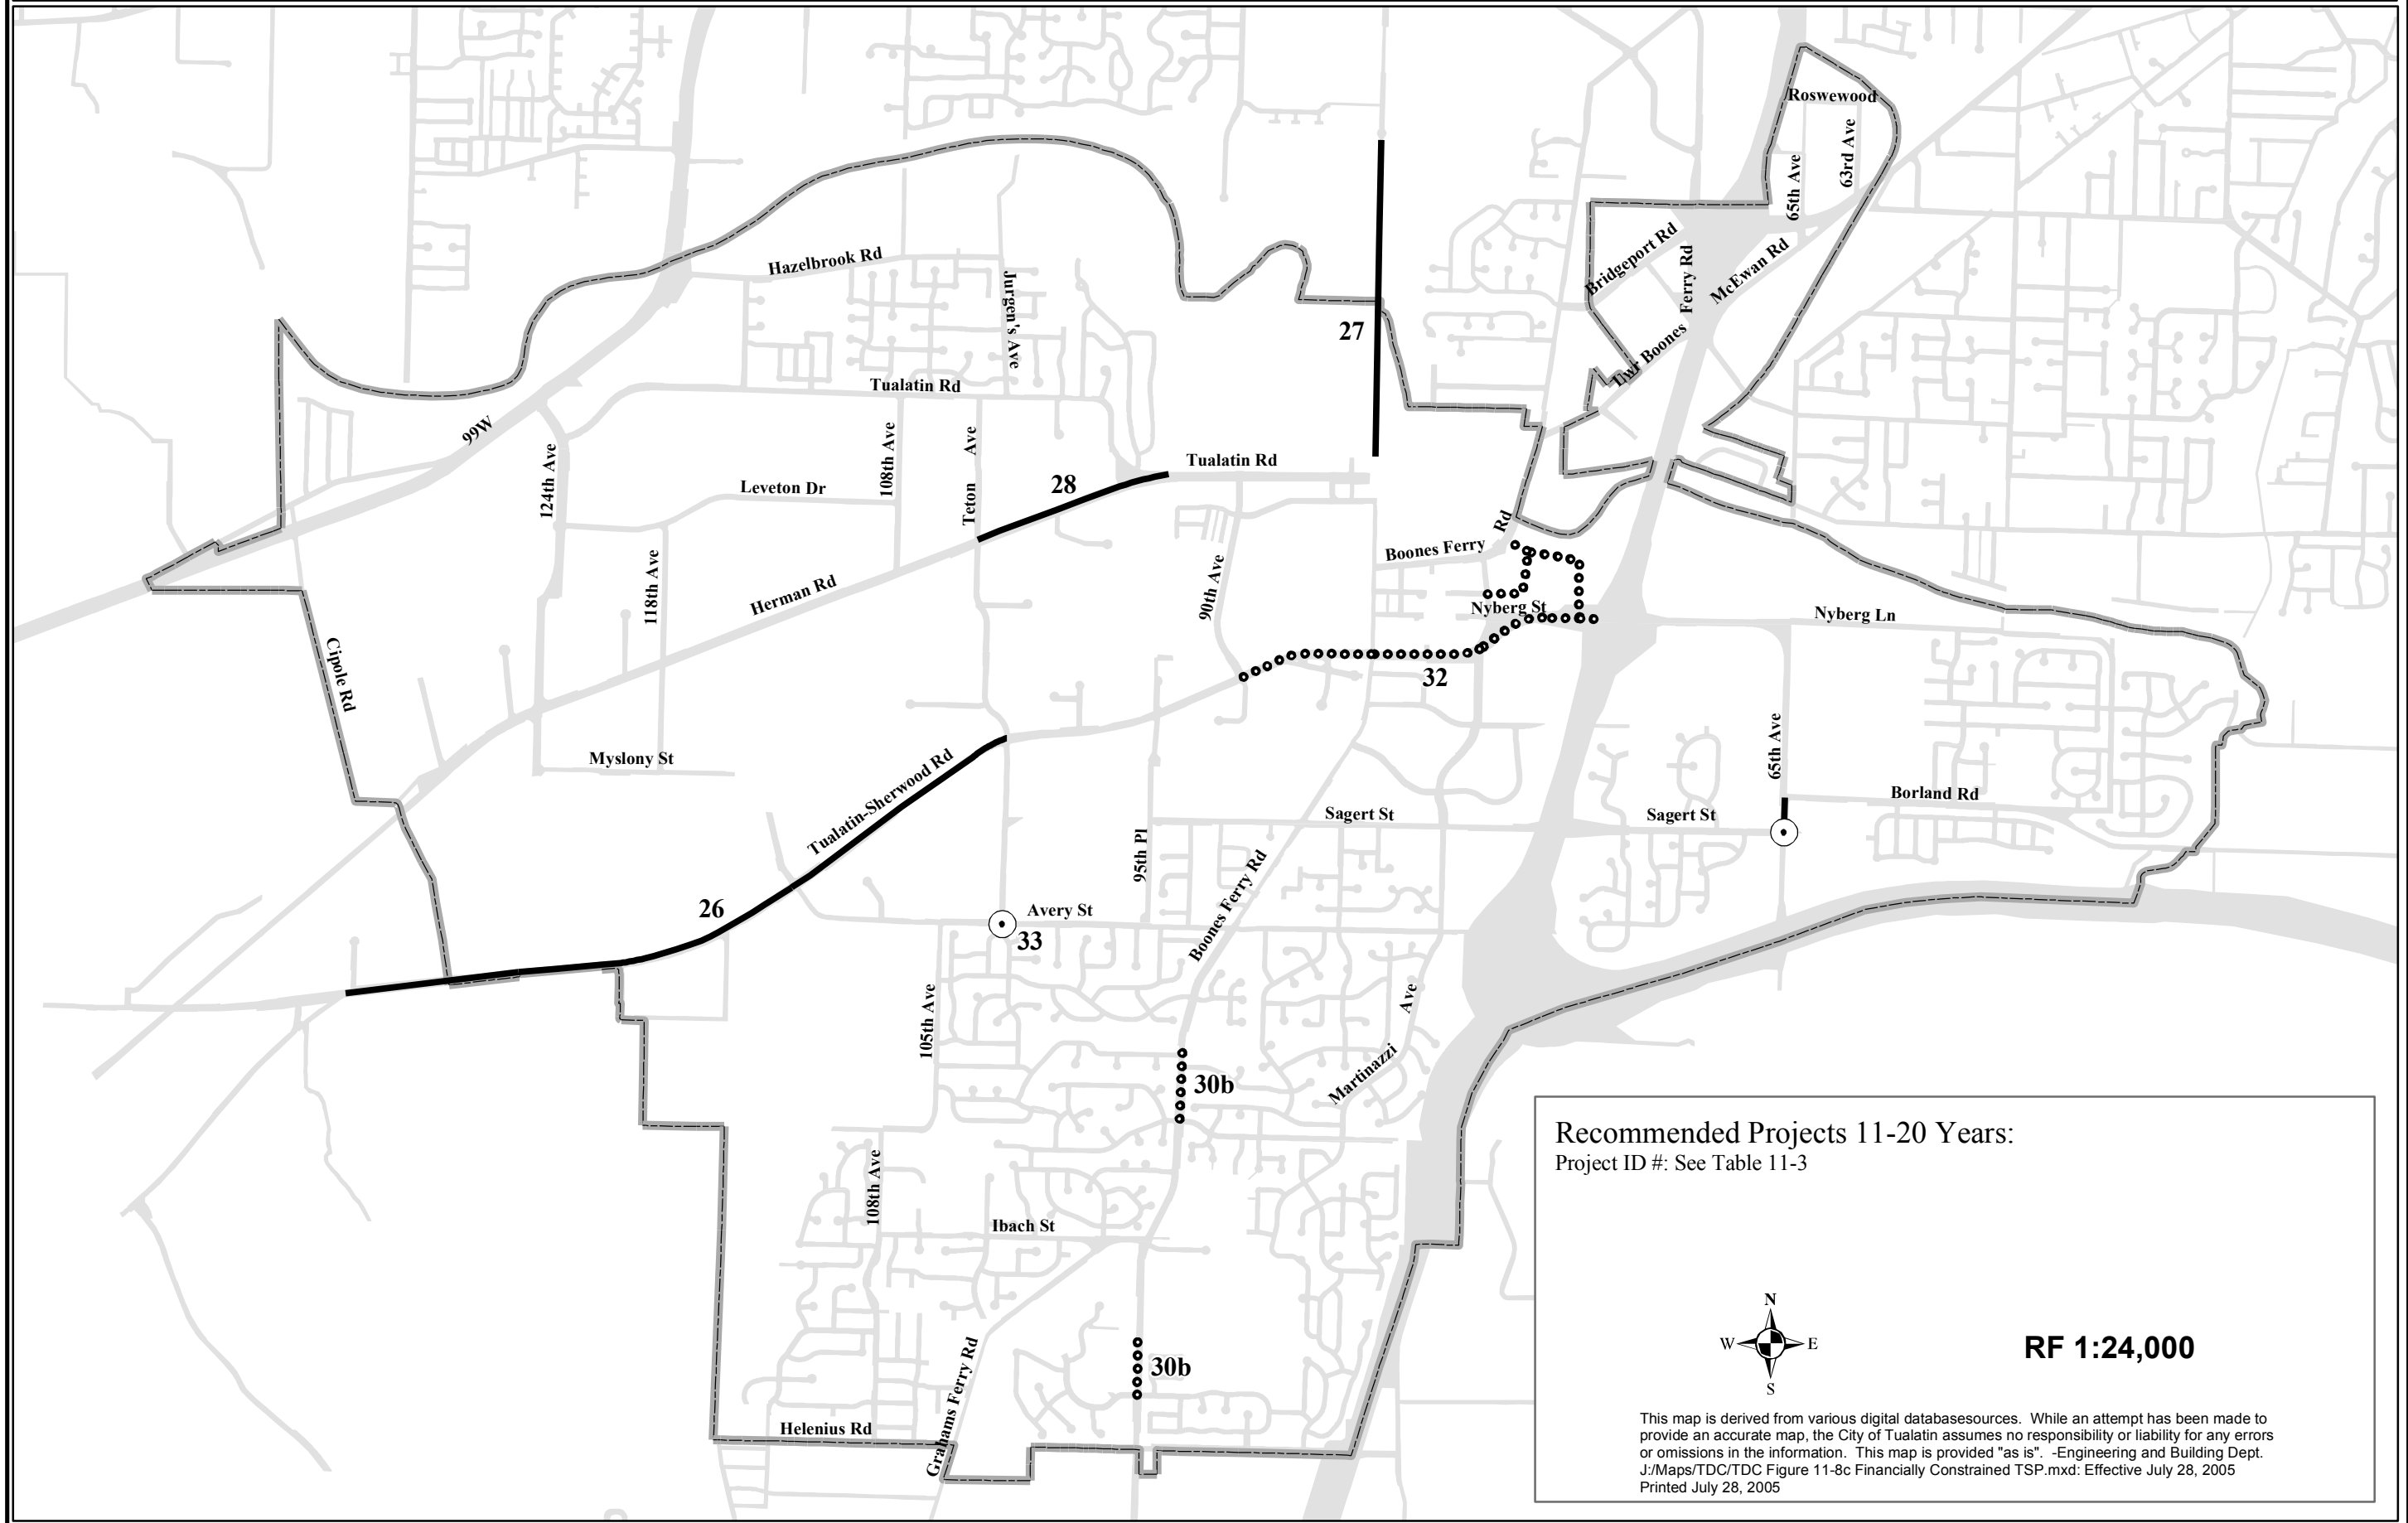 Roswewood
63rd Ave
65th Ave
Bridgeport Rd
Ferry Rd
McEwan Rd
Lwr Boones
Hazelbrook Rd
Jurgen's Ave
27
Tualatin Rd
99W
124th Ave
108th Ave
Teton Ave
28
Tualatin Rd
Leveton Dr
Boones Ferry Rd
118th Ave
Herman Rd
90th Ave
Nyberg St
Nyberg Ln
Cipole Rd
32
65th Ave
Myslony St
Tualatin-Sherwood Rd
Borland Rd
Sagert St
Sagert St
95th Pl
26
Avery St
33
Boones Ferry Rd
105th Ave
Martinazzi Ave
30b
108th Ave
Ibach St
30b
Grahams Ferry Rd
Helenius Rd
Recommended Projects 11-20 Years:
Project ID #: See Table 11-3
N
W E
S
RF 1:24,000
This map is derived from various digital databasesources. While an attempt has been made to
provide an accurate map, the City of Tualatin assumes no responsibility or liability for any errors
or omissions in the information. This map is provided "as is". -Engineering and Building Dept.
J:/Maps/TDC/TDC Figure 11-8c Financially Constrained TSP.mxd: Effective July 28, 2005
Printed July 28, 2005